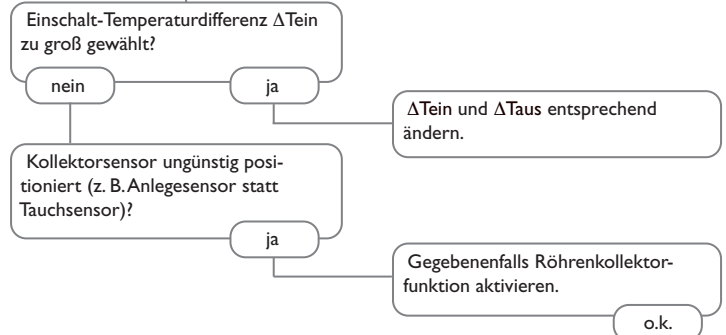 Einschalt-Temperaturdifferenz ΔTein
zu groß gewählt?
nein
ja
ΔTein und ΔTaus entsprechend
ändern.
Kollektorsensor ungünstig posi-
tioniert (z. B. Anlegesensor statt
Tauchsensor)?
ja
Gegebenenfalls Röhrenkollektor-
funktion aktivieren.
o.k.